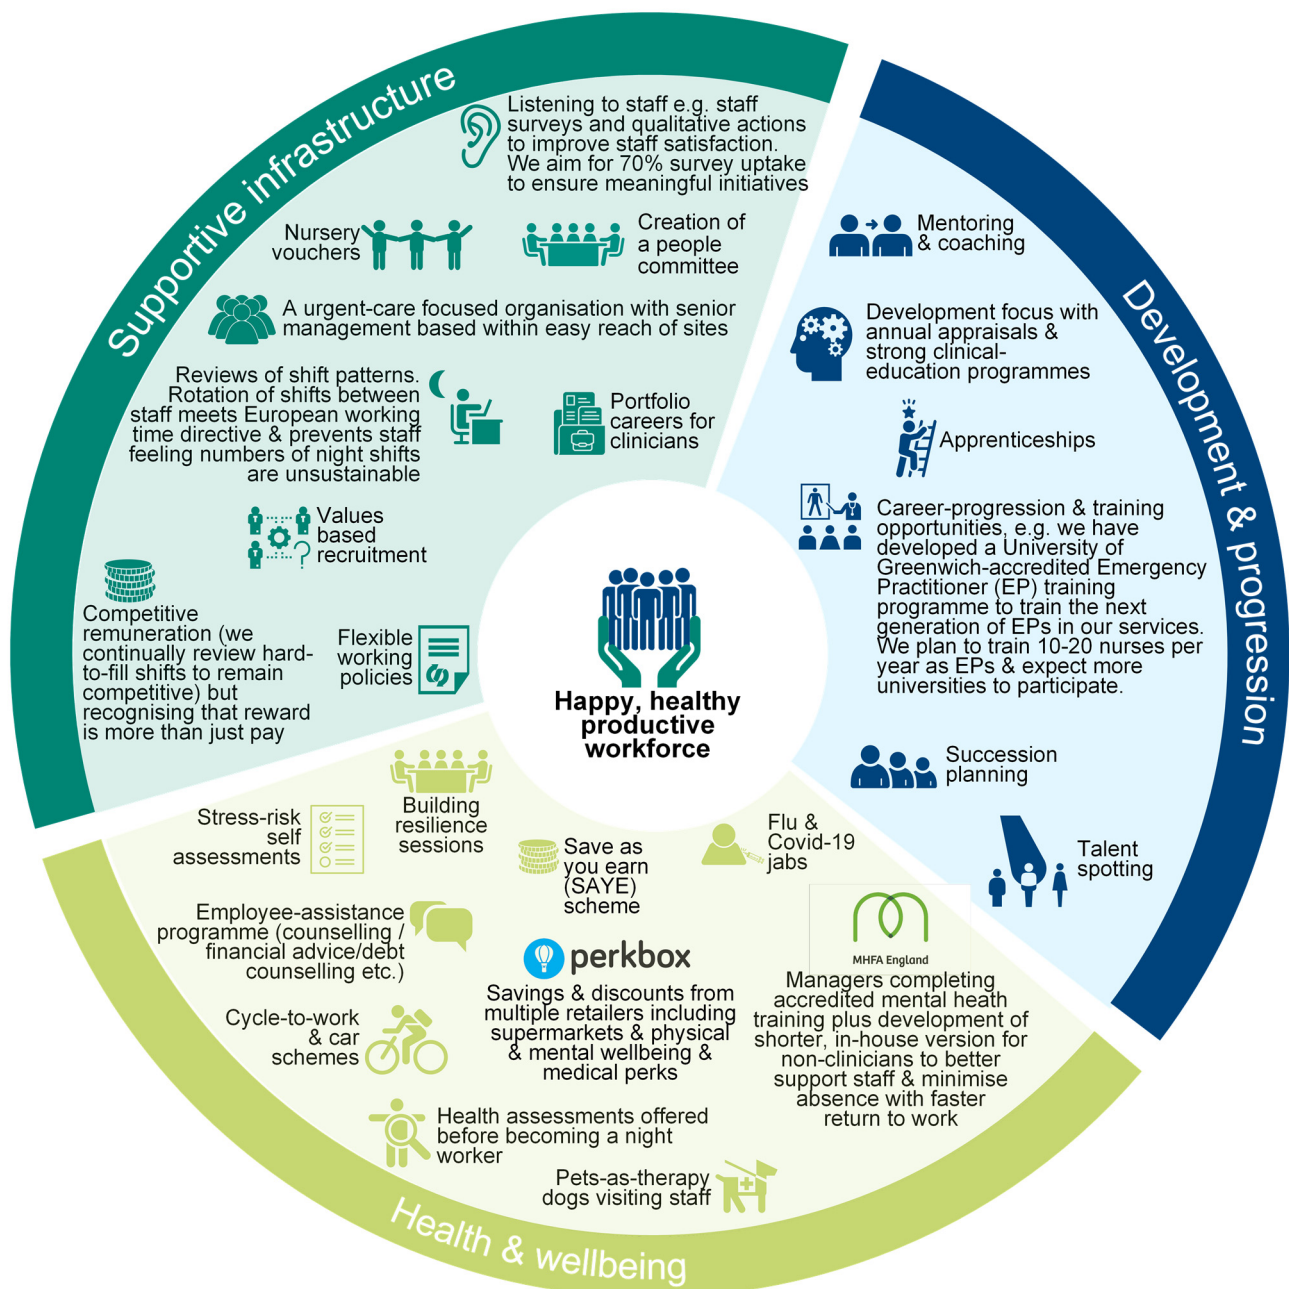 Supportive infrastructure
Listening to staff e.g. staff
surveys and qualitative actions
to improve staff satisfaction.
We aim for 70% survey uptake
to ensure meaningful initiatives
Nursery
vouchers
Creation of
a people
committee
A urgent-care focused organisation with senior
management based within easy reach of sites
Reviews of shift patterns.
Rotation of shifts between
staff meets European working
time directive & prevents staff
feeling numbers of night shifts
are unsustainable
Portfolio
careers for
clinicians
Values
based
recruitment
?
Competitive
remuneration (we
continually review hard-
to-fill shifts to remain
competitive) but
recognising that reward
is more than just pay
Flexible
working
policies
Development & progression
Mentoring
& coaching
Development focus with
annual appraisals &
strong clinical-
education programmes
Apprenticeships
Career-progression & training
opportunities, e.g. we have
developed a University of
Greenwich-accredited Emergency
Practitioner (EP) training
programme to train the next
generation of EPs in our services.
We plan to train 10-20 nurses per
year as EPs & expect more
universities to participate.
Succession
planning
Talent
spotting
Happy, healthy
productive
workforce
Building
resilience
sessions
Stress-risk
self
assessments
Save as
you earn
(SAYE)
scheme
Flu &
Covid-19
jabs
Employee-assistance
programme (counselling /
financial advice/debt
counselling etc.)
perkbox
Savings & discounts from
multiple retailers including
supermarkets & physical
& mental wellbeing &
medical perks
MHFA England
Managers completing
accredited mental heath
training plus development of
shorter, in-house version for
non-clinicians to better
support staff & minimise
absence with faster
return to work
Cycle-to-work
& car
schemes
Health assessments offered
before becoming a night
worker
Pets-as-therapy
dogs visiting staff
Health & wellbeing